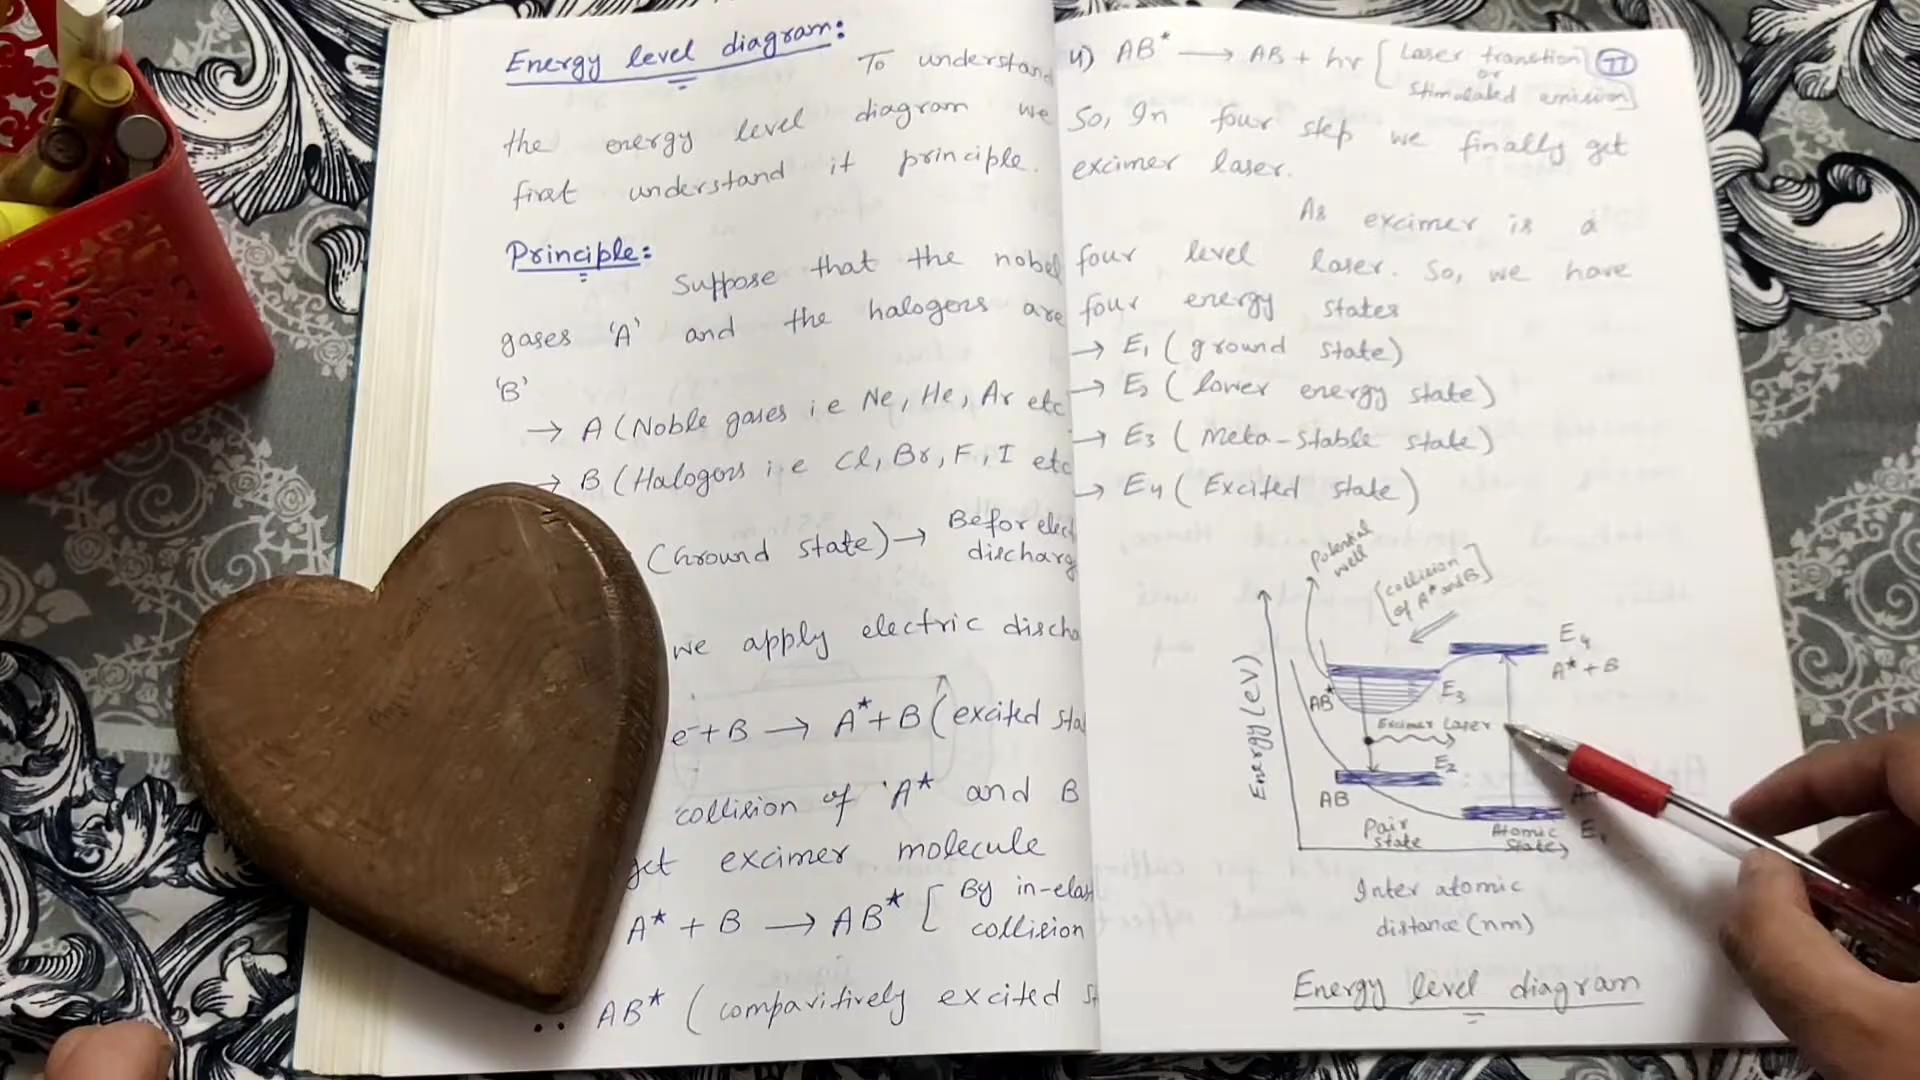 Energy level diagram:
To understand
the energy level diagram we
first understand it principle.
Principle:
Suppose that the nobel
gases 'A' and the halogens are
'B'
→ A (Noble gases i.e Ne, He, Ar etc
→ B (Halogens i.e Cl, Br, F, I etc
(Ground state) → Befor elect
discharg
we apply electric discha
e⁻ + B → A* + B (excited sta
collision of A* and B
get excimer molecule
A* + B → AB* [ By in-elas
collision
AB* (comparitively excited s
4) AB* → AB + hν [Laser transtion]
or
Stimulated emision]
77
So, In four step we finally get
excimer laser.
As excimer is a
four level laser. So, we have
four energy states
→ E₁ (ground state)
→ E₂ (lower energy state)
→ E₃ (Meta-stable state)
→ E₄ (Excited state)
Potential
well
[collision
of A* and B]
E₄
A* + B
AB*
E₃
Excimer Laser
E₂
AB
E₁
Pair
state
Atomic
state
Energy (eV)
Inter atomic
distance (nm)
Energy level diagram